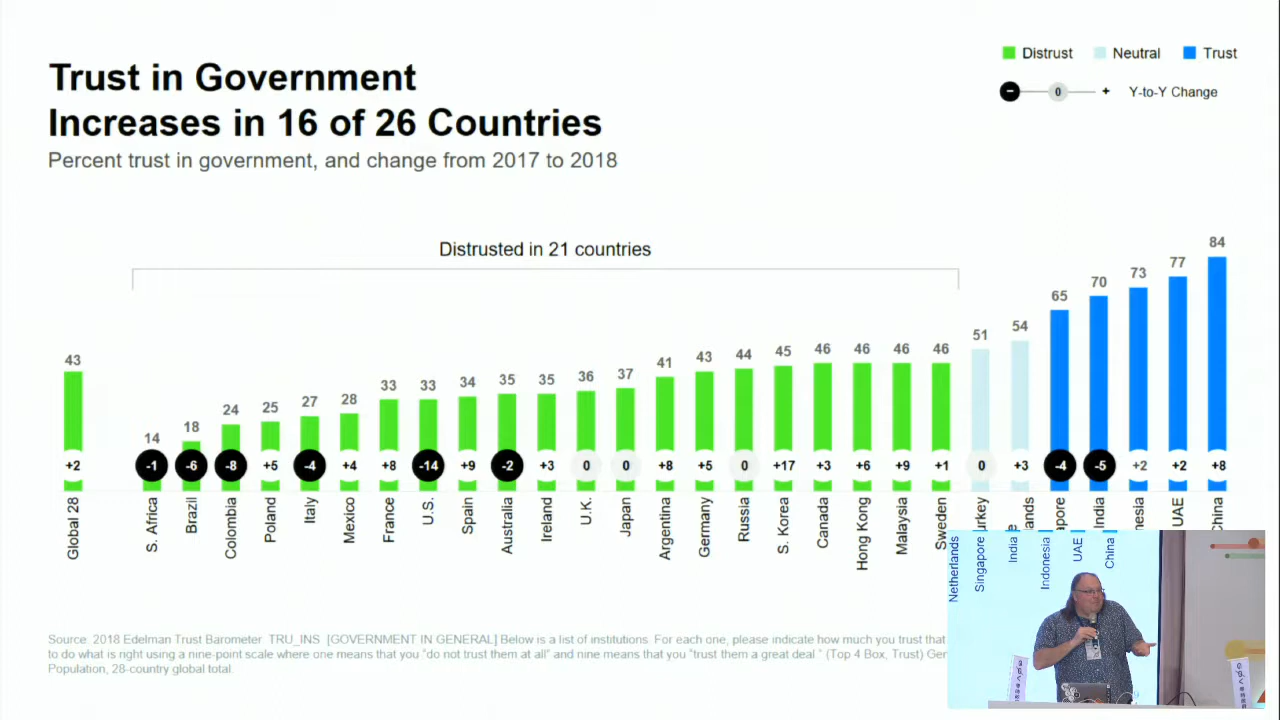 Trust in Government
Increases in 16 of 26 Countries
Percent trust in government, and change from 2017 to 2018
Distrust Neutral Trust
− 0 + Y-to-Y Change
Distrusted in 21 countries
43 14 18 24 25 27 28 33 33 34 35 35 36 37 41 43 44 45 46 46 46 46 51 54 65 70 73 77 84
+2 -1 -6 -8 +5 -4 +4 +8 -14 +9 -2 +3 0 0 +8 +5 0 +17 +3 +6 +9 +1 0 +3 -4 -5 +2 +2 +8
Global 28 S. Africa Brazil Colombia Poland Italy Mexico France U.S. Spain Australia Ireland U.K. Japan Argentina Germany Russia S. Korea Canada Hong Kong Malaysia Sweden urkey e lands apore India nesia UAE China
Source: 2018 Edelman Trust Barometer TRU_INS [GOVERNMENT IN GENERAL] Below is a list of institutions. For each one, please indicate how much you trust that
to do what is right using a nine-point scale where one means that you "do not trust them at all" and nine means that you "trust them a great deal." (Top 4 Box, Trust) Gen
Population, 28-country global total.
Netherlands Singapore India Indonesia UAE China